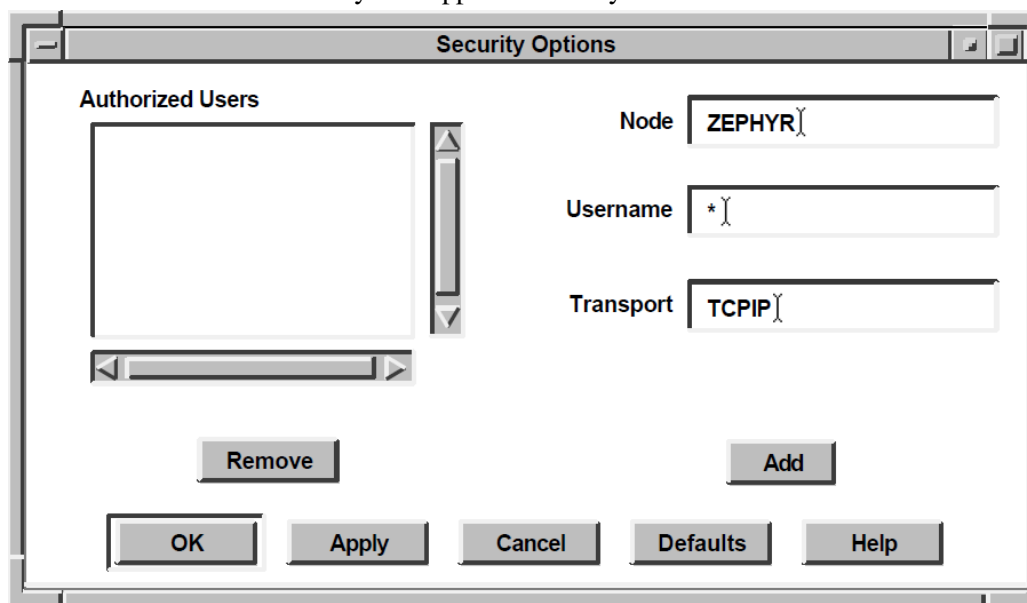 Security Options
Authorized Users
Node ZEPHYR
Username *
Transport TCPIP
Remove Add
OK Apply Cancel Defaults Help